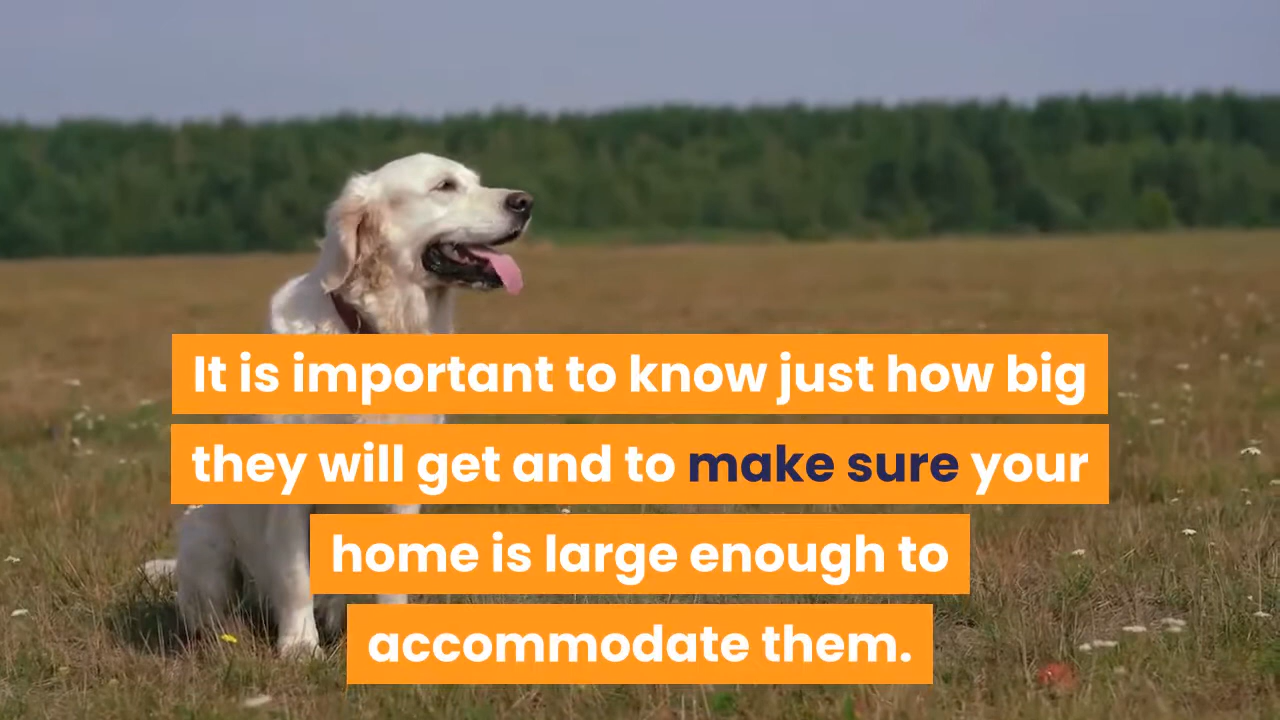 It is important to know just how big
they will get and to make sure your
home is large enough to
accommodate them.